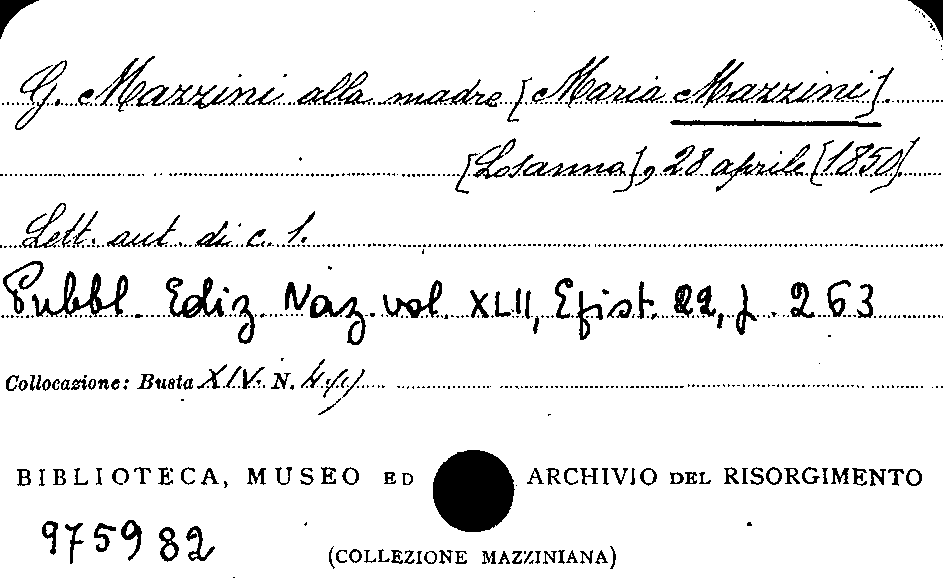 G. Mazzini alla madre [Maria Mazzini].
[Losanna], 28 aprile [1850].
Lett. aut. di c. 1.
Pubbl. Ediz. Naz. vol. XLII, Epist. 22, p. 263
Collocazione: Busta XIV. N.
BIBLIOTECA, MUSEO ED ARCHIVIO DEL RISORGIMENTO
975982
(COLLEZIONE MAZZINIANA)